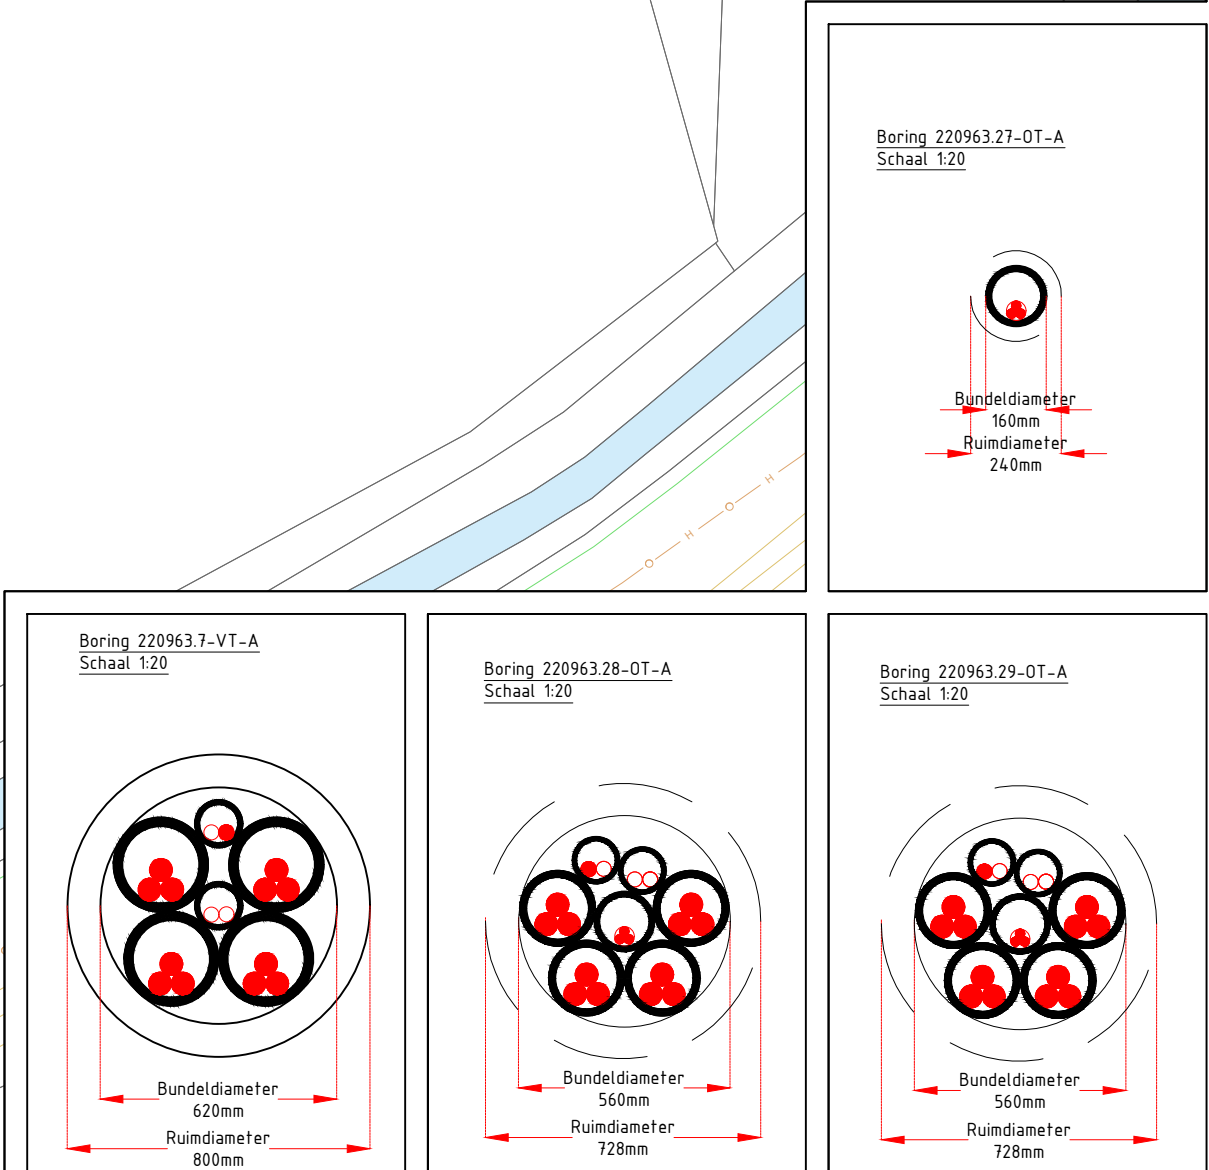 Boring 220963.27-OT-A
Schaal 1:20
Bundeldiameter
160mm
Ruimdiameter
240mm
H
H
Boring 220963.7-VT-A
Schaal 1:20
Bundeldiameter
620mm
Ruimdiameter
800mm
Boring 220963.28-OT-A
Schaal 1:20
Bundeldiameter
560mm
Ruimdiameter
728mm
Boring 220963.29-OT-A
Schaal 1:20
Bundeldiameter
560mm
Ruimdiameter
728mm